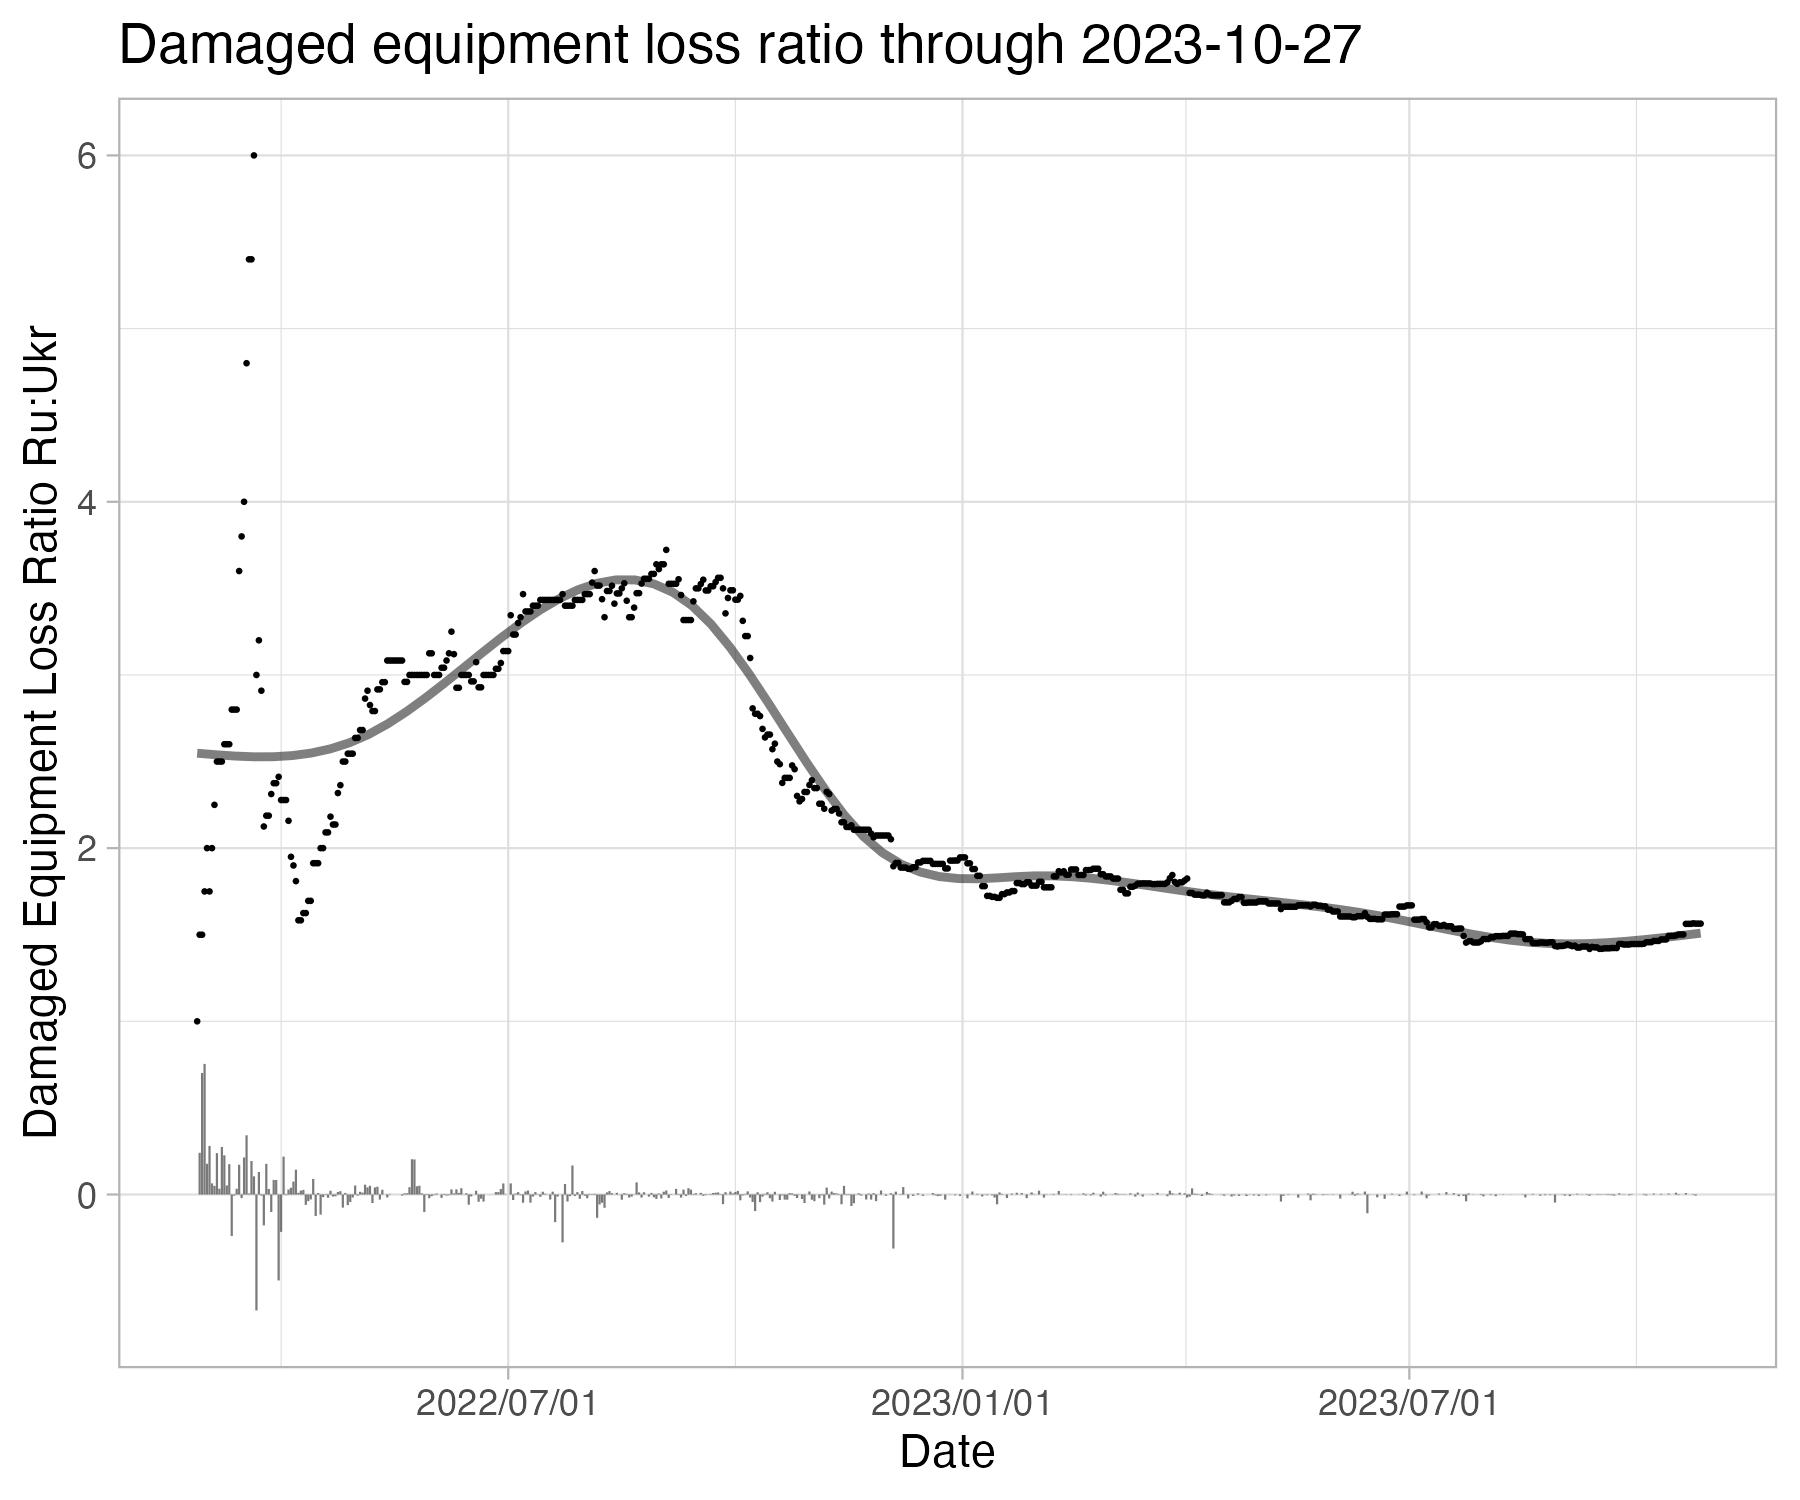 Damaged equipment loss ratio through 2023-10-27
Damaged Equipment Loss Ratio Ru:Ukr
6
4
2
0
2022/07/01
2023/01/01
2023/07/01
Date